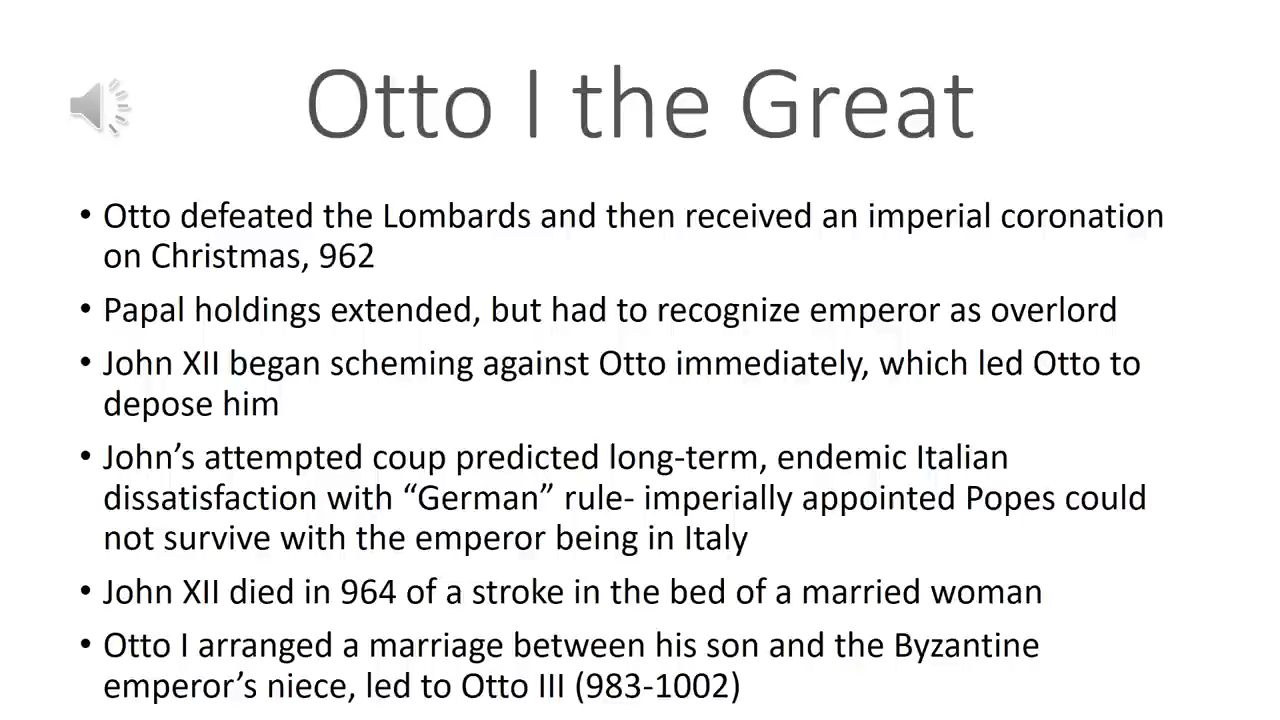 Otto I the Great
• Otto defeated the Lombards and then received an imperial coronation
on Christmas, 962
• Papal holdings extended, but had to recognize emperor as overlord
• John XII began scheming against Otto immediately, which led Otto to
depose him
• John’s attempted coup predicted long-term, endemic Italian
dissatisfaction with “German” rule- imperially appointed Popes could
not survive with the emperor being in Italy
• John XII died in 964 of a stroke in the bed of a married woman
• Otto I arranged a marriage between his son and the Byzantine
emperor’s niece, led to Otto III (983-1002)